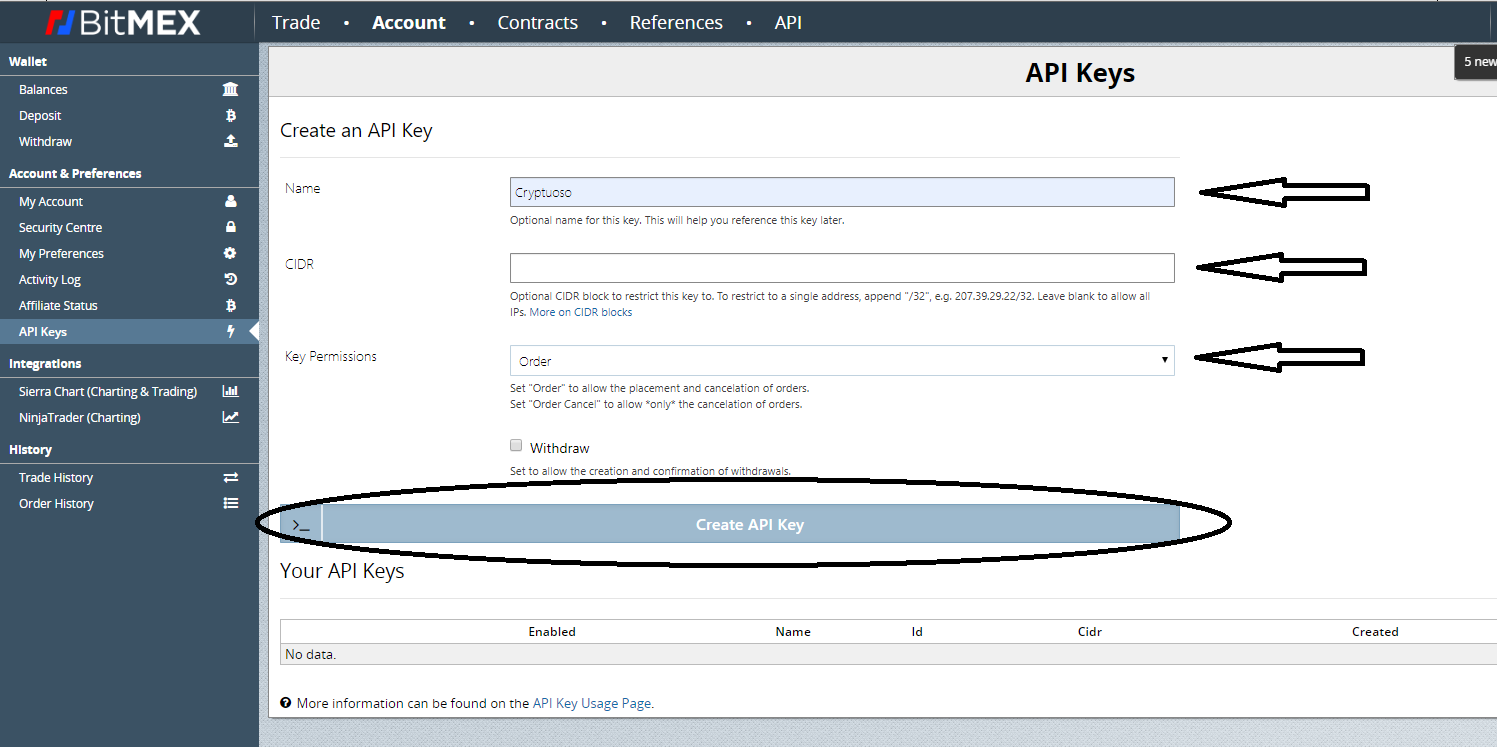 BitMEX
Trade • Account • Contracts • References • API
Wallet
Balances
Deposit
Withdraw
Account & Preferences
My Account
Security Centre
My Preferences
Activity Log
Affiliate Status
API Keys
Integrations
Sierra Chart (Charting & Trading)
NinjaTrader (Charting)
History
Trade History
Order History
API Keys
5 new
Create an API Key
Name
Cryptuoso
Optional name for this key. This will help you reference this key later.
CIDR
Optional CIDR block to restrict this key to. To restrict to a single address, append "/32", e.g. 207.39.29.22/32. Leave blank to allow all
IPs. More on CIDR blocks
Key Permissions
Order
Set "Order" to allow the placement and cancelation of orders.
Set "Order Cancel" to allow *only* the cancelation of orders.
Withdraw
Set to allow the creation and confirmation of withdrawals.
>_ Create API Key
Your API Keys
Enabled Name Id Cidr Created
No data.
More information can be found on the API Key Usage Page.